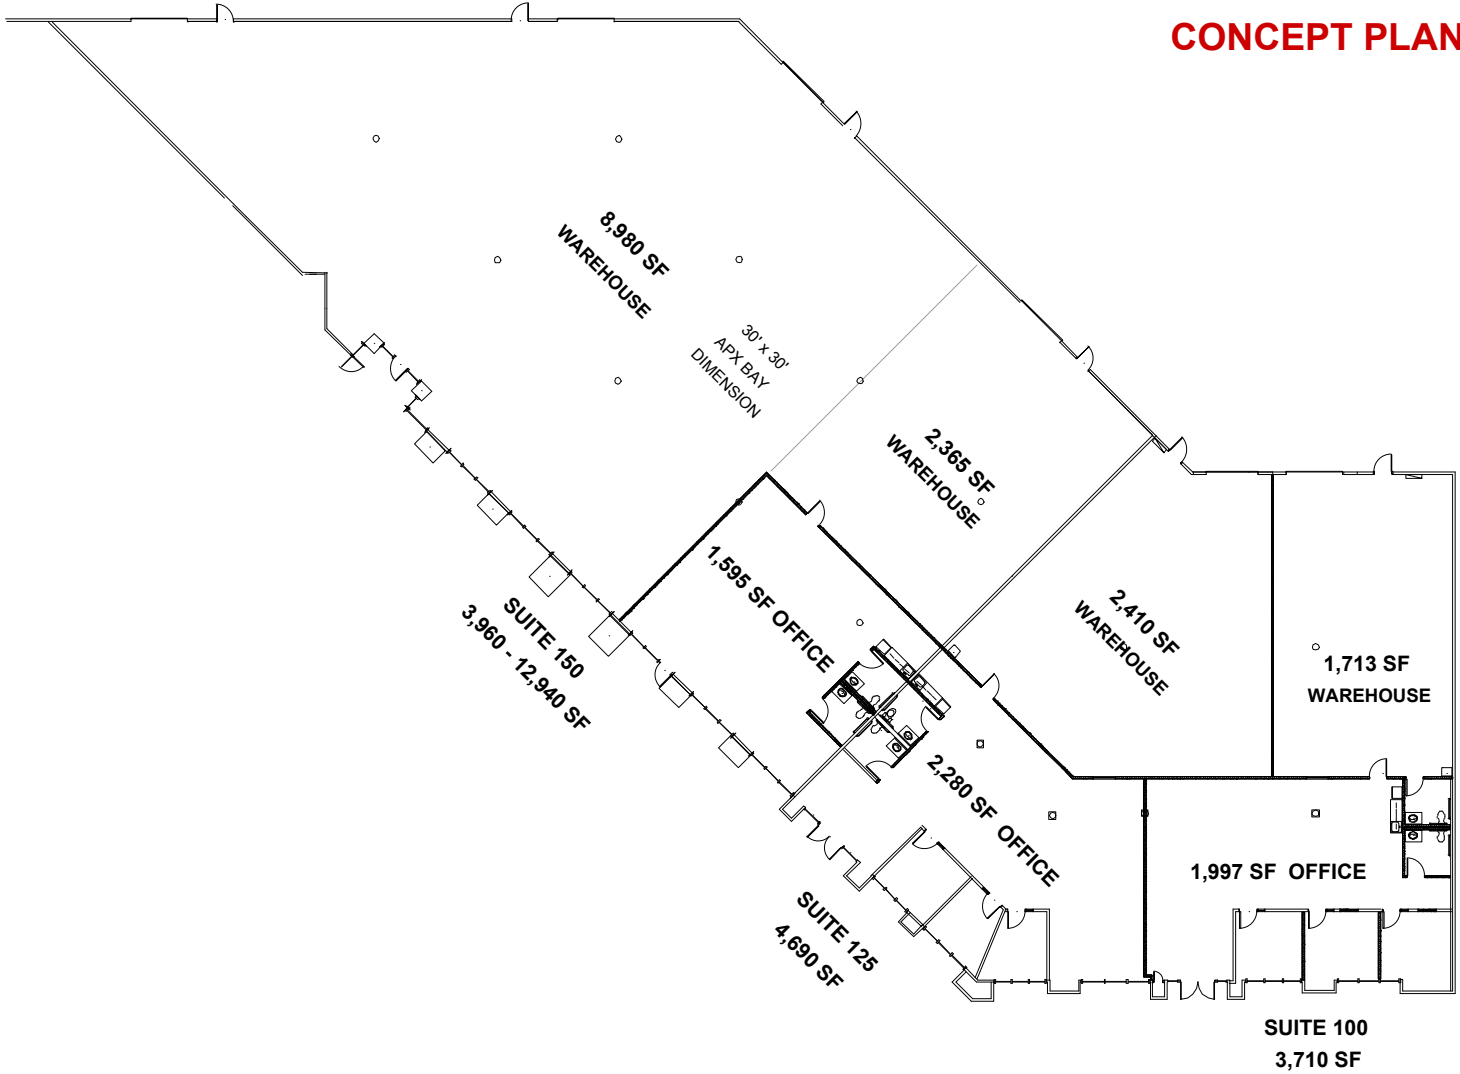 CONCEPT PLAN
8,980 SF
WAREHOUSE
30' x 30'
APX BAY
DIMENSION
2,365 SF
WAREHOUSE
1,595 SF OFFICE
2,410 SF
WAREHOUSE
1,713 SF
WAREHOUSE
SUITE 150
3,960 - 12,940 SF
2,280 SF OFFICE
1,997 SF OFFICE
SUITE 125
4,690 SF
SUITE 100
3,710 SF